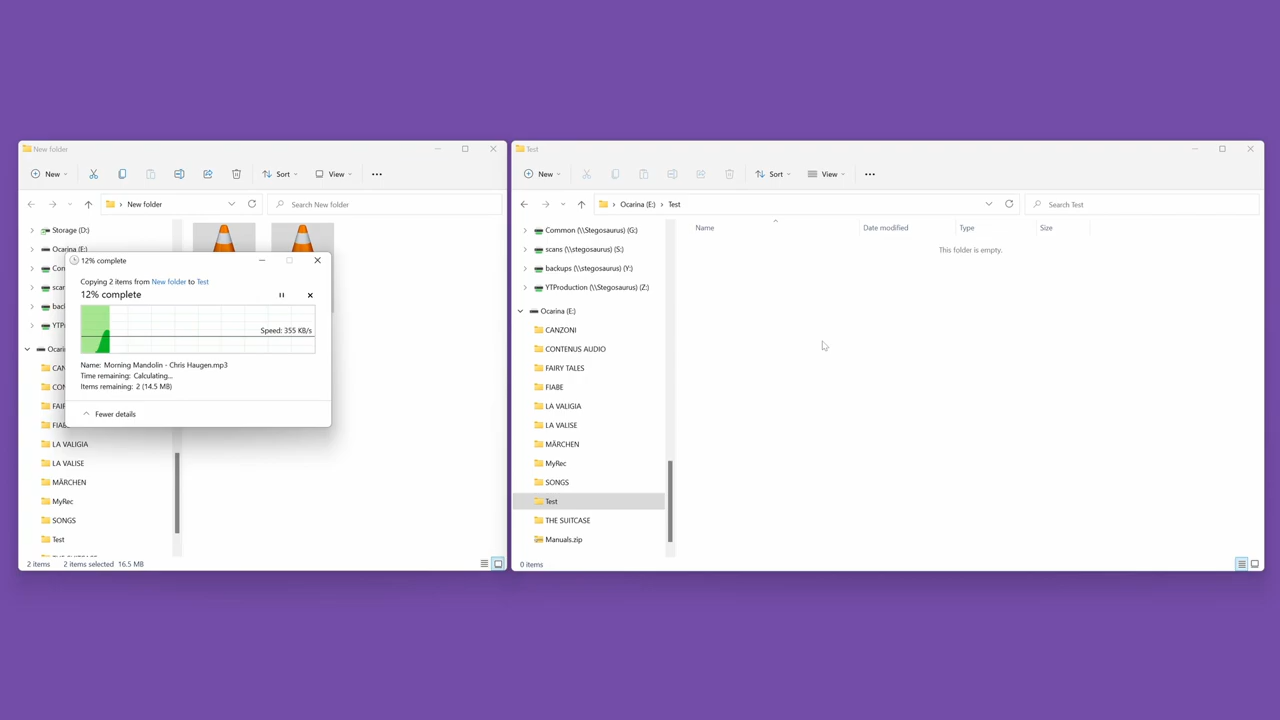 New folder
New
Sort
View
New folder
Search New folder
Storage (D:)
Ocarina (E:)
12% complete
Copying 2 items from New folder to Test
12% complete
Speed: 355 KB/s
Name: Morning Mandolin - Chris Haugen.mp3
Time remaining: Calculating...
Items remaining: 2 (14.5 MB)
Fewer details
LA VALIGIA
LA VALISE
MÄRCHEN
MyRec
SONGS
Test
2 items 2 items selected 16.5 MB
Test
New
Sort
View
Ocarina (E:) Test
Search Test
Name Date modified Type Size
This folder is empty.
Common (\\Stegosaurus) (G:)
scans (\\stegosaurus) (S:)
backups (\\stegosaurus) (Y:)
YTProduction (\\Stegosaurus) (Z:)
Ocarina (E:)
CANZONI
CONTENUS AUDIO
FAIRY TALES
FIABE
LA VALIGIA
LA VALISE
MÄRCHEN
MyRec
SONGS
Test
THE SUITCASE
Manuals.zip
0 items